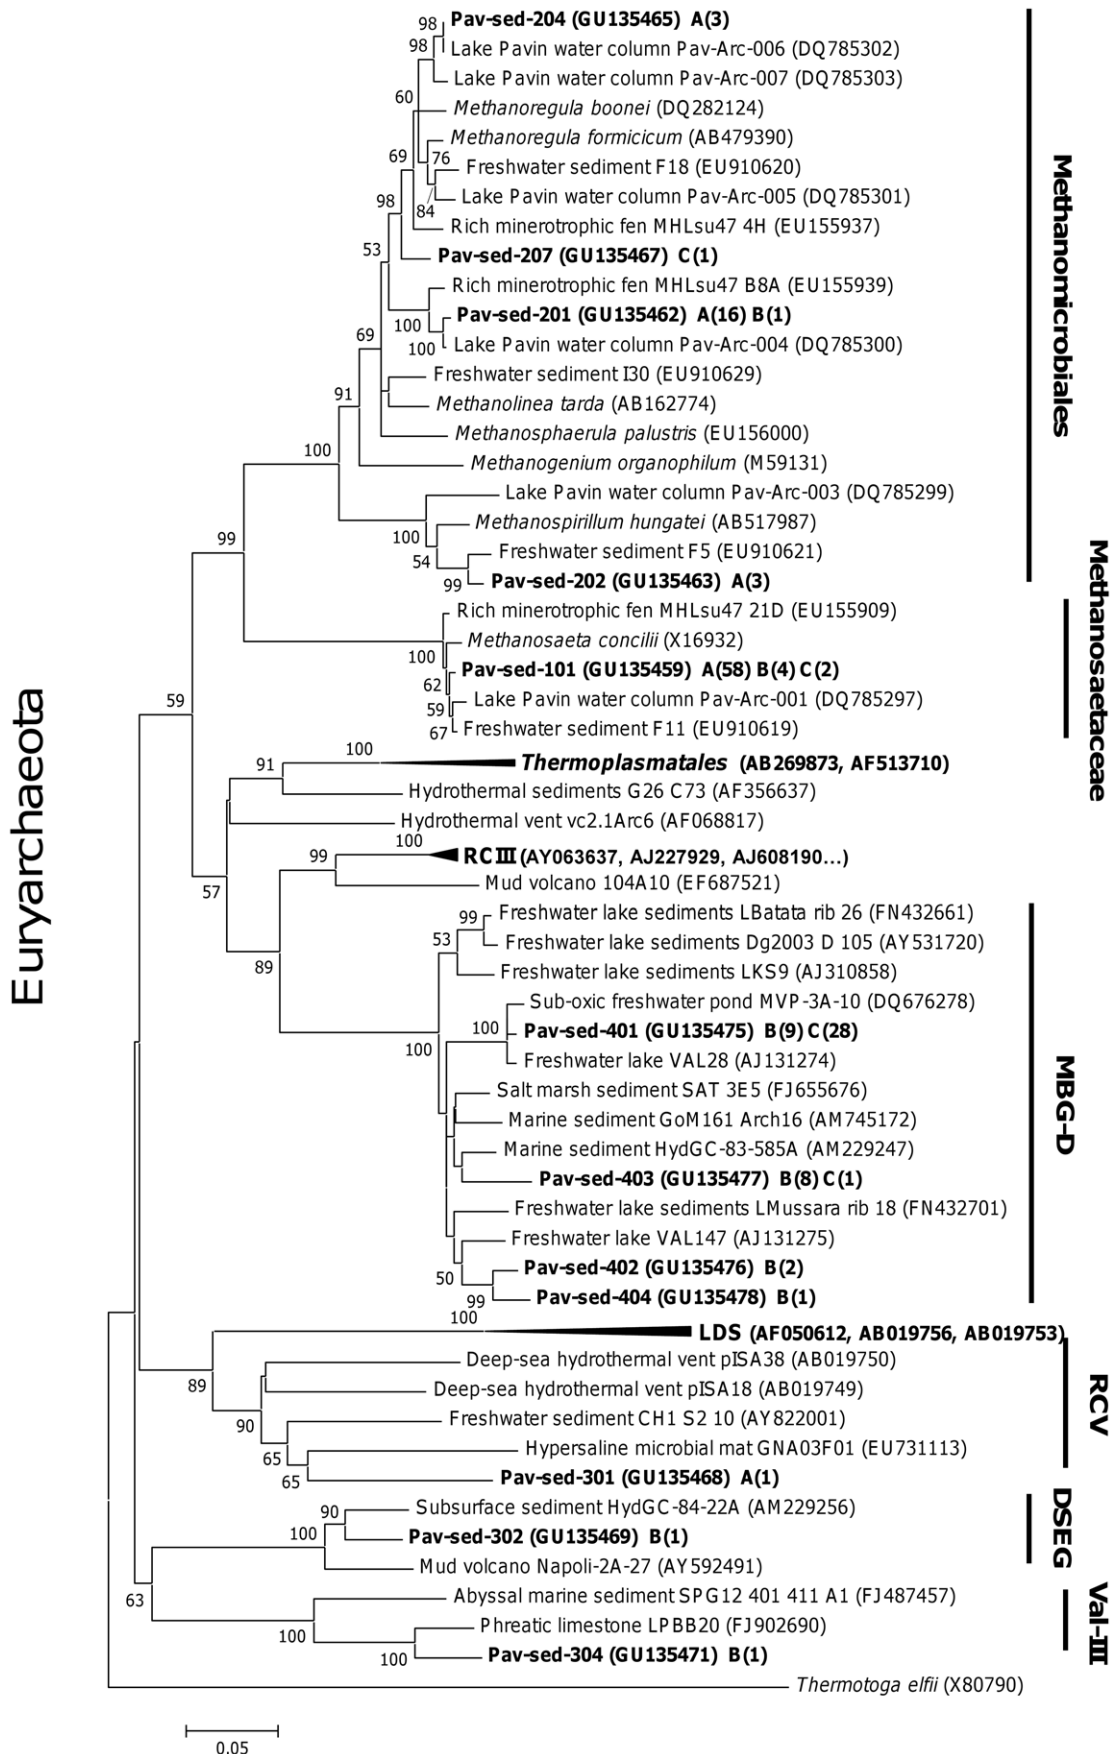 98
Pav-sed-204 (GU135465) A(3)
98
Lake Pavin water column Pav-Arc-006 (DQ785302)
Lake Pavin water column Pav-Arc-007 (DQ785303)
60
Methanoregula boonei (DQ282124)
Methanoregula formicicum (AB479390)
69
76
Freshwater sediment F18 (EU910620)
84
Lake Pavin water column Pav-Arc-005 (DQ785301)
98
Rich minerotrophic fen MHLsu47 4H (EU155937)
53
Pav-sed-207 (GU135467) C(1)
Rich minerotrophic fen MHLsu47 B8A (EU155939)
100
Pav-sed-201 (GU135462) A(16) B(1)
100
Lake Pavin water column Pav-Arc-004 (DQ785300)
69
Freshwater sediment I30 (EU910629)
91
Methanolinea tarda (AB162774)
Methanosphaerula palustris (EU156000)
100
Methanogenium organophilum (M59131)
Lake Pavin water column Pav-Arc-003 (DQ785299)
100
Methanospirillum hungatei (AB517987)
54
Freshwater sediment F5 (EU910621)
99
Pav-sed-202 (GU135463) A(3)
Methanomicrobiales
99
Rich minerotrophic fen MHLsu47 21D (EU155909)
100
Methanosaeta concilii (X16932)
62
Pav-sed-101 (GU135459) A(58) B(4) C(2)
59
Lake Pavin water column Pav-Arc-001 (DQ785297)
67
Freshwater sediment F11 (EU910619)
Methanosaetaceae
59
Euryarchaeota
100
Thermoplasmatales (AB269873, AF513710)
91
Hydrothermal sediments G26 C73 (AF356637)
Hydrothermal vent vc2.1Arc6 (AF068817)
57
100
RCIII (AY063637, AJ227929, AJ608190...)
99
Mud volcano 104A10 (EF687521)
89
99
Freshwater lake sediments LBatata rib 26 (FN432661)
53
Freshwater lake sediments Dg2003 D 105 (AY531720)
Freshwater lake sediments LKS9 (AJ310858)
100
Sub-oxic freshwater pond MVP-3A-10 (DQ676278)
100
Pav-sed-401 (GU135475) B(9) C(28)
Freshwater lake VAL28 (AJ131274)
Salt marsh sediment SAT 3E5 (FJ655676)
Marine sediment GoM161 Arch16 (AM745172)
Marine sediment HydGC-83-585A (AM229247)
Pav-sed-403 (GU135477) B(8) C(1)
Freshwater lake sediments LMussara rib 18 (FN432701)
Freshwater lake VAL147 (AJ131275)
50
Pav-sed-402 (GU135476) B(2)
99
Pav-sed-404 (GU135478) B(1)
MBG-D
100
LDS (AF050612, AB019756, AB019753)
89
Deep-sea hydrothermal vent pISA38 (AB019750)
Deep-sea hydrothermal vent pISA18 (AB019749)
90
Freshwater sediment CH1 S2 10 (AY822001)
65
Hypersaline microbial mat GNA03F01 (EU731113)
65
Pav-sed-301 (GU135468) A(1)
RCV
90
Subsurface sediment HydGC-84-22A (AM229256)
100
Pav-sed-302 (GU135469) B(1)
Mud volcano Napoli-2A-27 (AY592491)
DSEG
63
Abyssal marine sediment SPG12 401 411 A1 (FJ487457)
100
Phreatic limestone LPBB20 (FJ902690)
100
Pav-sed-304 (GU135471) B(1)
Val-III
Thermotoga elfii (X80790)
0.05